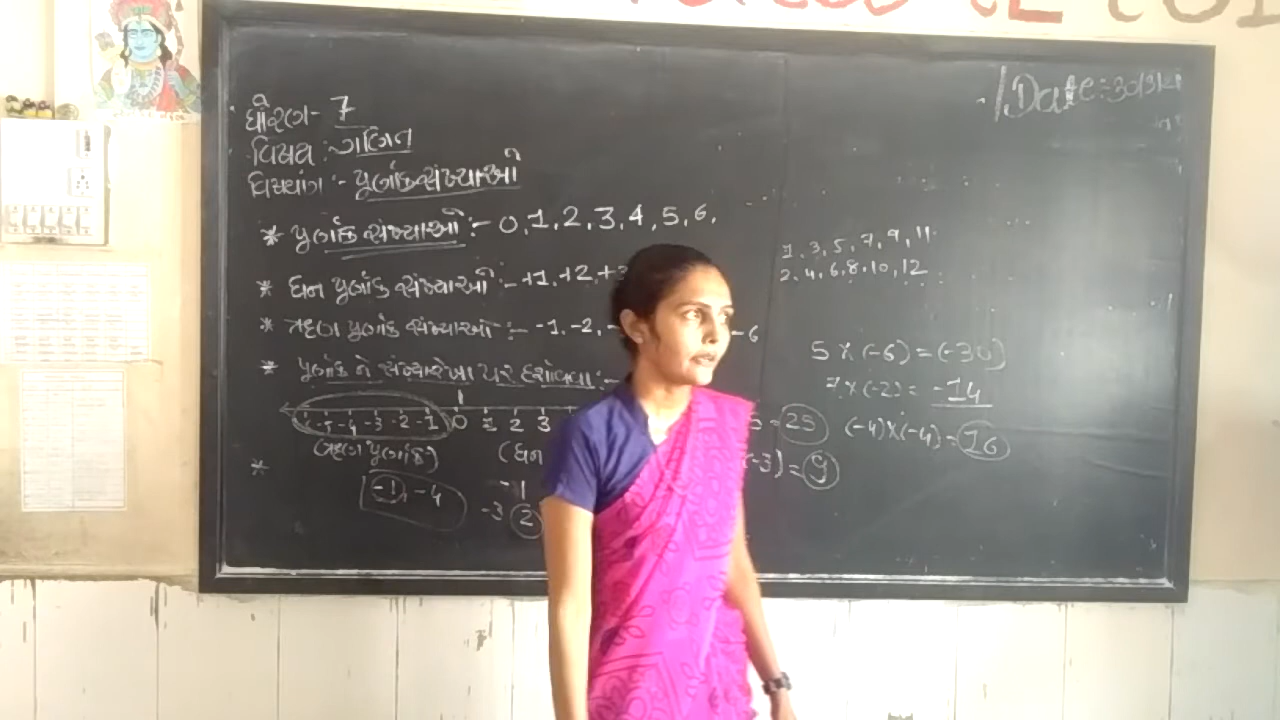 Date:-30/3/21
ધોરણ- 7
વિષય :- ગણિત
વિષયાંગ :- પૂર્ણાંક સંખ્યાઓ
* પૂર્ણાંક સંખ્યાઓ :- 0, 1, 2, 3, 4, 5, 6,
1, 3, 5, 7, 9, 11
2, 4, 6, 8, 10, 12
* ધન પૂર્ણાંક સંખ્યાઓ :- +1, +2, +3
* ઋણ પૂર્ણાંક સંખ્યાઓ :- -1, -2, -6
* પૂર્ણાંક ને સંખ્યારેખા પર દર્શાવવા :-
5 × (-6) = (-30)
7 × (-2) = -14
-5 -4 -3 -2 -1 0 1 2 3
5 = 25
(-4) × (-4) = 16
(ઋણ પૂર્ણાંક) (ધન
(-3) = 9
*
-1, -4
-1
-3 2